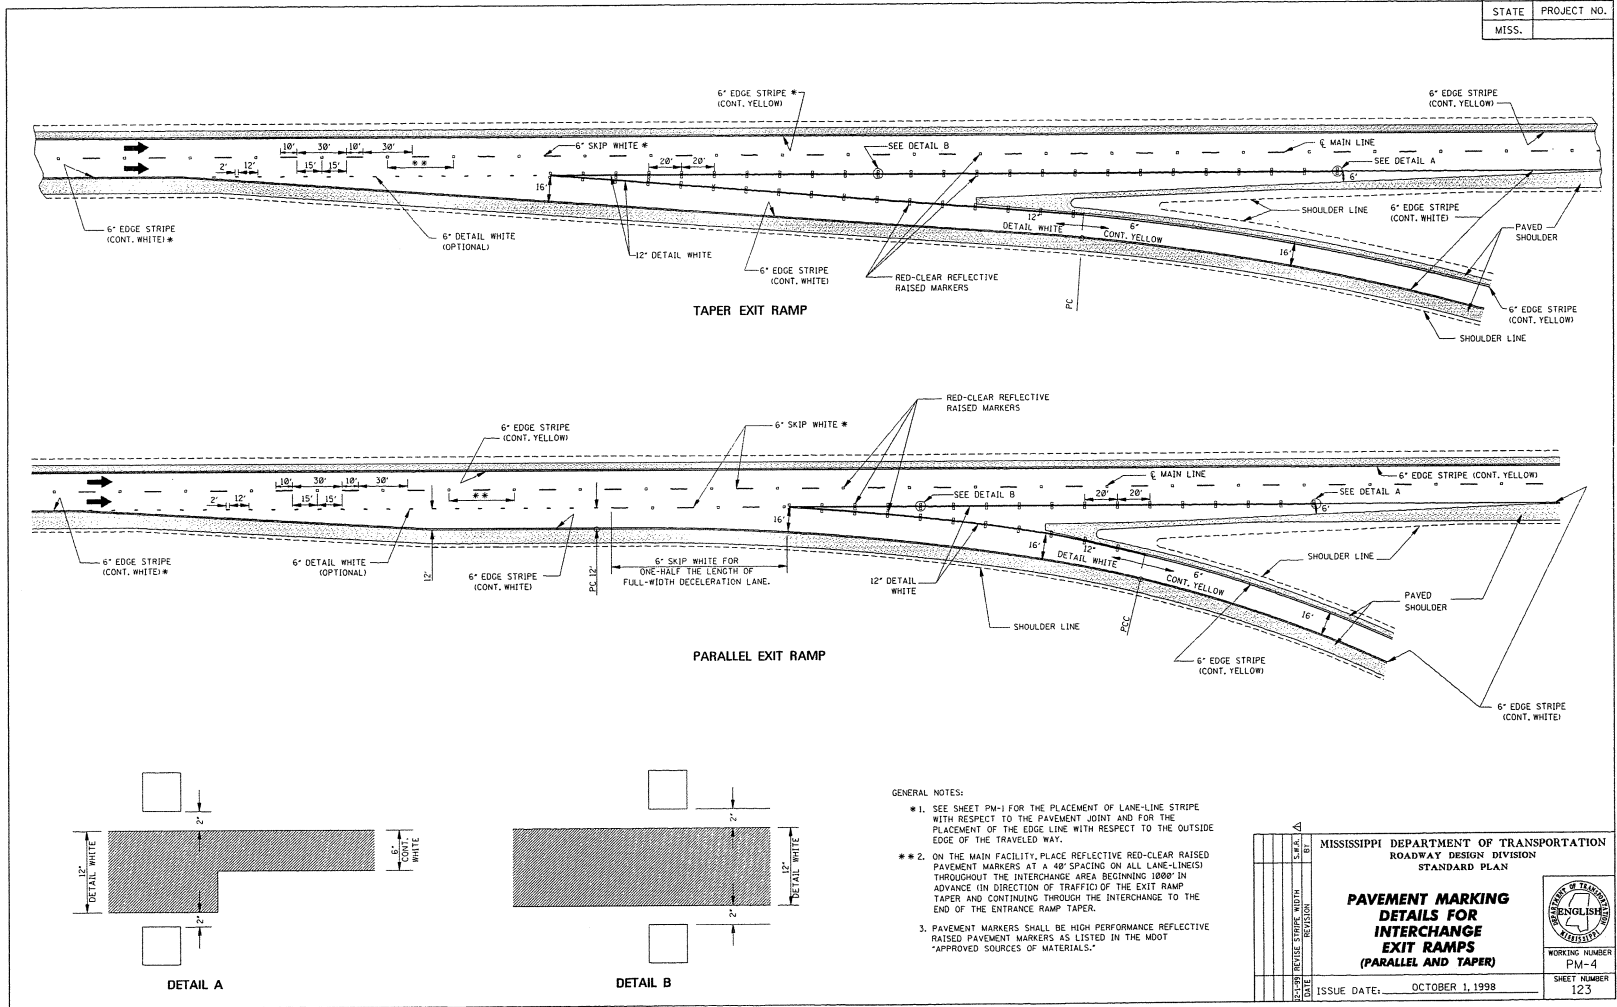 STATE PROJECT NO.
MISS.
6" EDGE STRIPE *
(CONT. YELLOW)
6" EDGE STRIPE
(CONT. YELLOW)
10' 30' 10' 30'
6" SKIP WHITE *
SEE DETAIL B
℄ MAIN LINE
SEE DETAIL A
2' 12' 15' 15' **
20' 20'
16'
6'
6" EDGE STRIPE
(CONT. WHITE) *
6" DETAIL WHITE
(OPTIONAL)
12" DETAIL WHITE
6" EDGE STRIPE
(CONT. WHITE)
RED-CLEAR REFLECTIVE
RAISED MARKERS
12"
DETAIL WHITE
6"
CONT. YELLOW
PC
SHOULDER LINE
6" EDGE STRIPE
(CONT. WHITE)
PAVED
SHOULDER
16'
6" EDGE STRIPE
(CONT. YELLOW)
SHOULDER LINE
TAPER EXIT RAMP
RED-CLEAR REFLECTIVE
RAISED MARKERS
6" EDGE STRIPE
(CONT. YELLOW)
6" SKIP WHITE *
℄ MAIN LINE
6" EDGE STRIPE (CONT. YELLOW)
10' 30' 10' 30'
2' 12' 15' 15' **
SEE DETAIL B
20' 20'
SEE DETAIL A
16'
6'
6" EDGE STRIPE
(CONT. WHITE) *
6" DETAIL WHITE
(OPTIONAL)
12'
6" EDGE STRIPE
(CONT. WHITE)
PC 12'
6" SKIP WHITE FOR
ONE-HALF THE LENGTH OF
FULL-WIDTH DECELERATION LANE.
12" DETAIL
WHITE
16'
12"
DETAIL WHITE
6"
CONT. YELLOW
SHOULDER LINE
PAVED
SHOULDER
16'
SHOULDER LINE
PCC
6" EDGE STRIPE
(CONT. YELLOW)
6" EDGE STRIPE
(CONT. WHITE)
PARALLEL EXIT RAMP
2"
12"
DETAIL WHITE
6"
CONT.
WHITE
2"
DETAIL A
2"
12"
DETAIL WHITE
2"
DETAIL B
GENERAL NOTES:
* 1. SEE SHEET PM-1 FOR THE PLACEMENT OF LANE-LINE STRIPE
WITH RESPECT TO THE PAVEMENT JOINT AND FOR THE
PLACEMENT OF THE EDGE LINE WITH RESPECT TO THE OUTSIDE
EDGE OF THE TRAVELED WAY.
** 2. ON THE MAIN FACILITY, PLACE REFLECTIVE RED-CLEAR RAISED
PAVEMENT MARKERS AT A 40' SPACING ON ALL LANE-LINE(S)
THROUGHOUT THE INTERCHANGE AREA BEGINNING 1000' IN
ADVANCE (IN DIRECTION OF TRAFFIC) OF THE EXIT RAMP
TAPER AND CONTINUING THROUGH THE INTERCHANGE TO THE
END OF THE ENTRANCE RAMP TAPER.
3. PAVEMENT MARKERS SHALL BE HIGH PERFORMANCE REFLECTIVE
RAISED PAVEMENT MARKERS AS LISTED IN THE MDOT
"APPROVED SOURCES OF MATERIALS."
S.W.R. BY
REVISE STRIPE WIDTH REVISION
12-1-99 DATE
MISSISSIPPI DEPARTMENT OF TRANSPORTATION
ROADWAY DESIGN DIVISION
STANDARD PLAN
PAVEMENT MARKING
DETAILS FOR
INTERCHANGE
EXIT RAMPS
(PARALLEL AND TAPER)
DEPARTMENT OF TRANSPORTATION
ENGLISH
MISSISSIPPI
WORKING NUMBER
PM-4
SHEET NUMBER
123
ISSUE DATE: OCTOBER 1, 1998